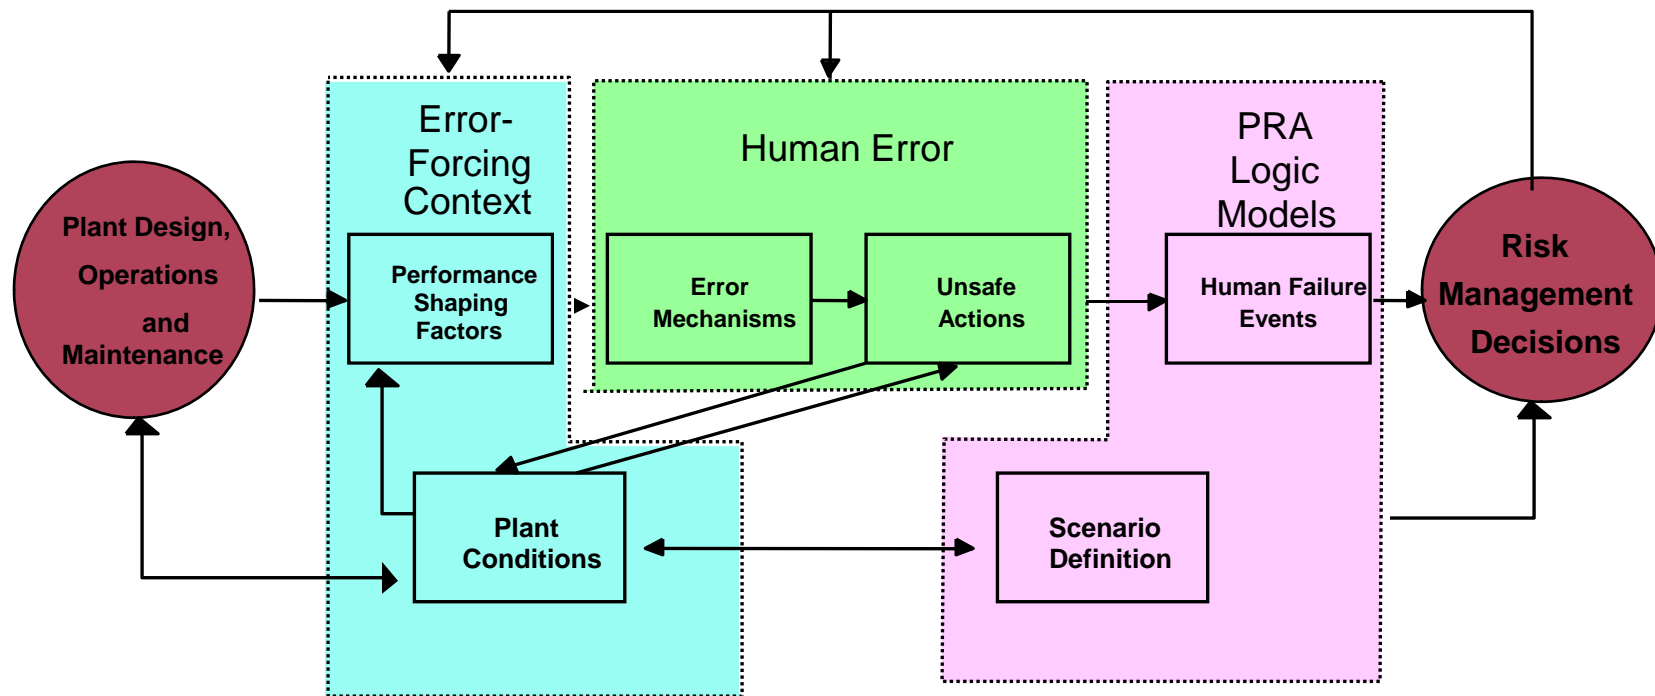 Error-
Forcing
Context
Human Error
PRA
Logic
Models
Plant Design,
Operations
and
Maintenance
Performance
Shaping
Factors
Error
Mechanisms
Unsafe
Actions
Human Failure
Events
Risk
Management
Decisions
Plant
Conditions
Scenario
Definition